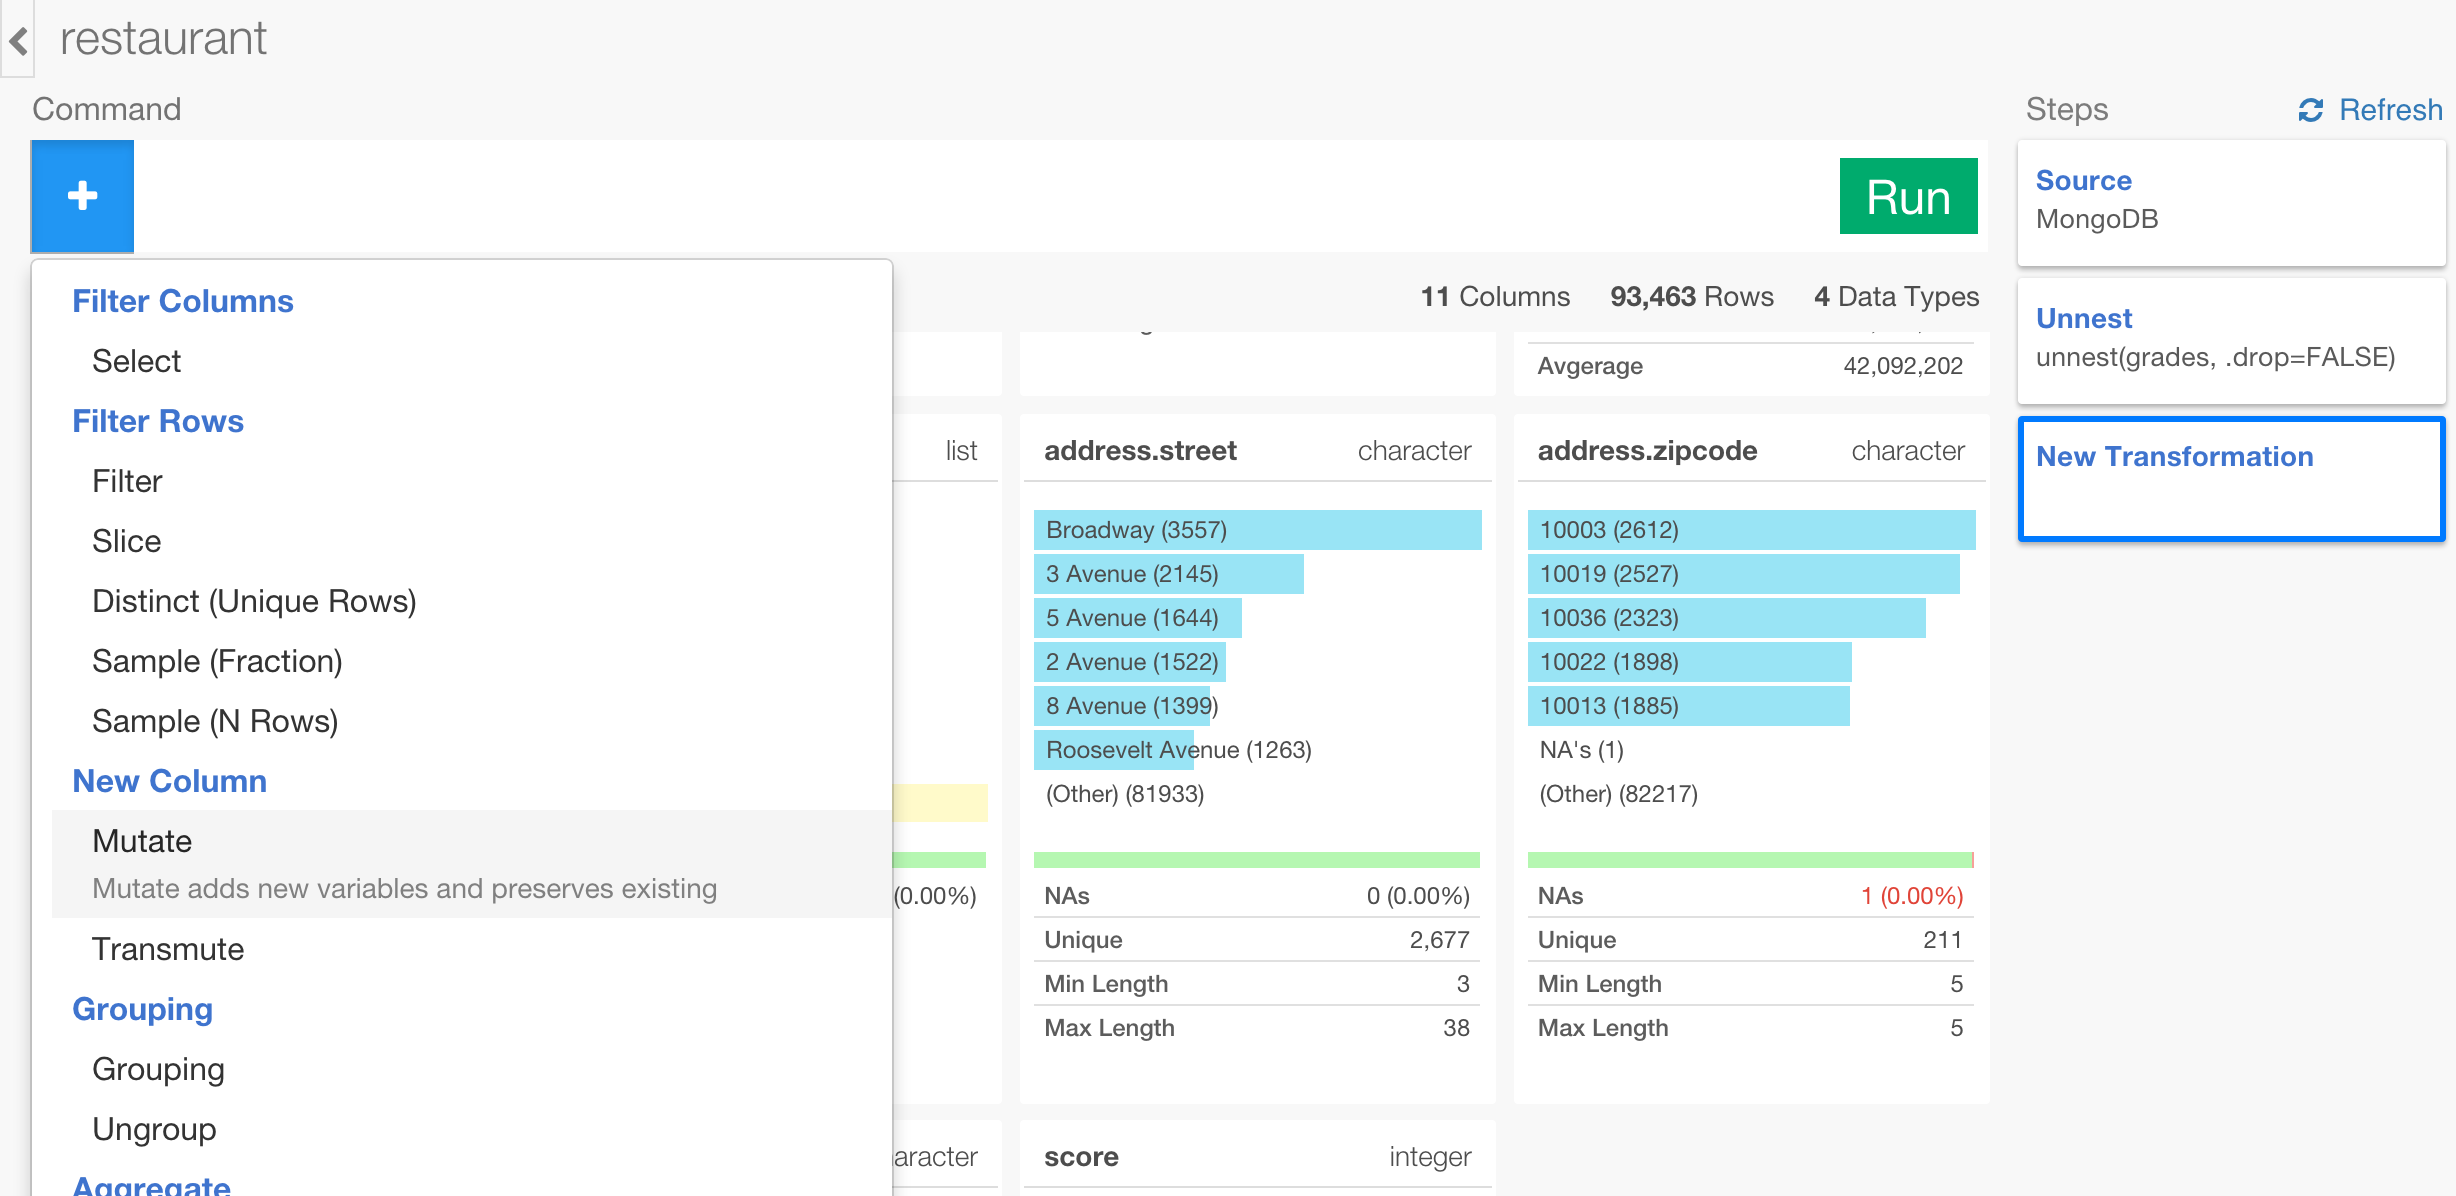 restaurant
Command
Steps
Refresh
Run
Source
MongoDB
Unnest
unnest(grades, .drop=FALSE)
New Transformation
Filter Columns
Select
Filter Rows
Filter
Slice
Distinct (Unique Rows)
Sample (Fraction)
Sample (N Rows)
New Column
Mutate
Mutate adds new variables and preserves existing
Transmute
Grouping
Grouping
Ungroup
Aggregate
11 Columns 93,463 Rows 4 Data Types
Avgerage 42,092,202
list
(0.00%)
address.street character
Broadway (3557)
3 Avenue (2145)
5 Avenue (1644)
2 Avenue (1522)
8 Avenue (1399)
Roosevelt Avenue (1263)
(Other) (81933)
NAs 0 (0.00%)
Unique 2,677
Min Length 3
Max Length 38
address.zipcode character
10003 (2612)
10019 (2527)
10036 (2323)
10022 (1898)
10013 (1885)
NA's (1)
(Other) (82217)
NAs 1 (0.00%)
Unique 211
Min Length 5
Max Length 5
aracter
score integer